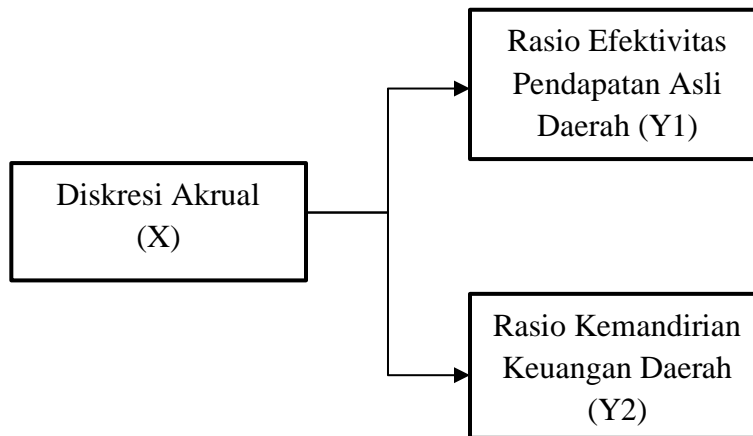 Rasio Efektivitas
Pendapatan Asli
Daerah (Y1)
Diskresi Akrual
(X)
Rasio Kemandirian
Keuangan Daerah
(Y2)